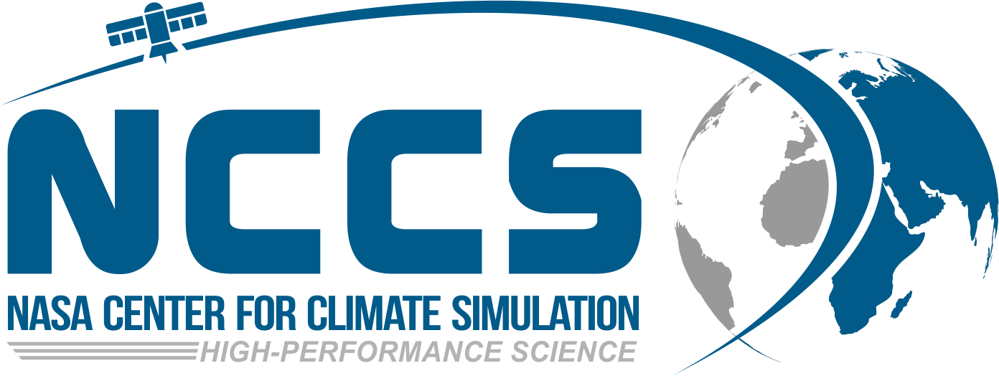 NCCS
NASA CENTER FOR CLIMATE SIMULATION
HIGH-PERFORMANCE SCIENCE